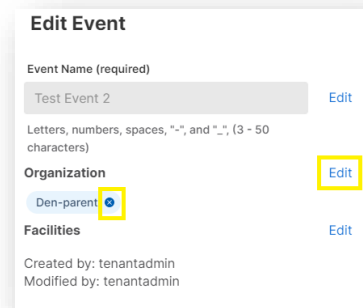 Edit Event
Event Name (required)
Test Event 2 Edit
Letters, numbers, spaces, "-", and "_", (3 - 50
characters)
Organization Edit
Den-parent
Facilities Edit
Created by: tenantadmin
Modified by: tenantadmin